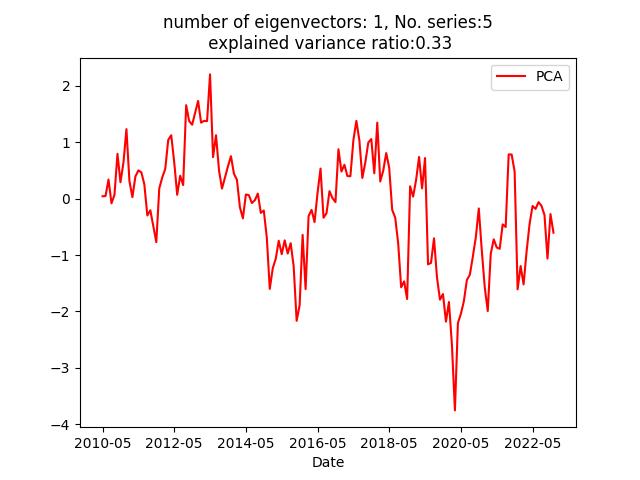 number of eigenvectors: 1, No. series:5
explained variance ratio:0.33
PCA
2
1
0
−1
−2
−3
−4
2010-05 2012-05 2014-05 2016-05 2018-05 2020-05 2022-05
Date